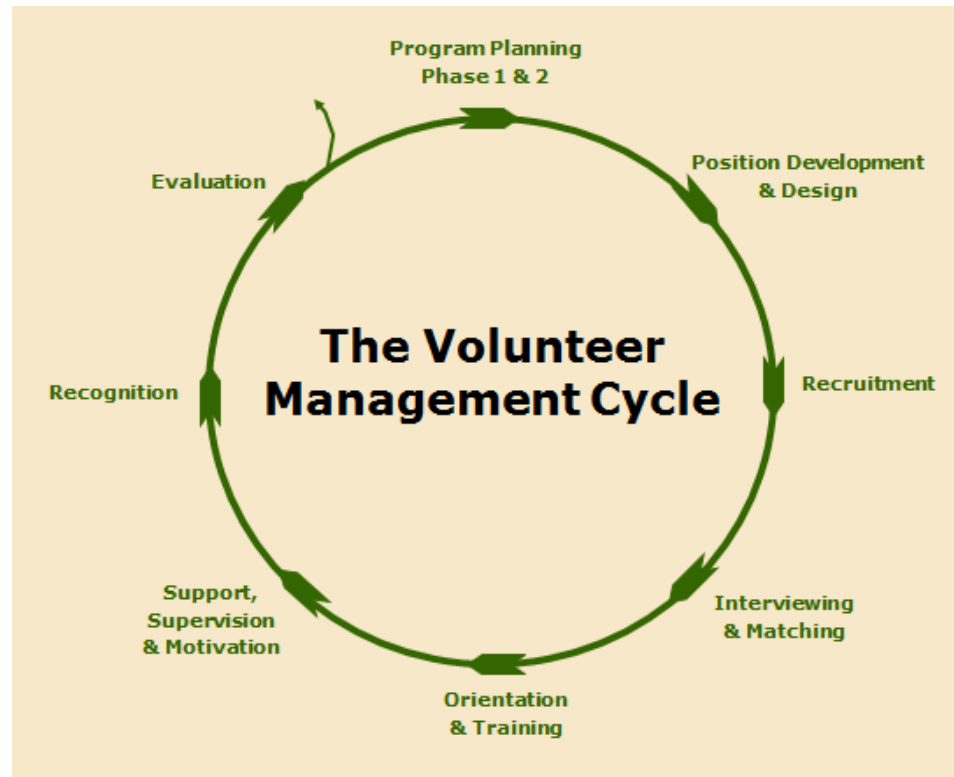 Program Planning
Phase 1 & 2
Position Development
& Design
Recruitment
Interviewing
& Matching
Orientation
& Training
Support,
Supervision
& Motivation
Recognition
Evaluation
The Volunteer
Management Cycle